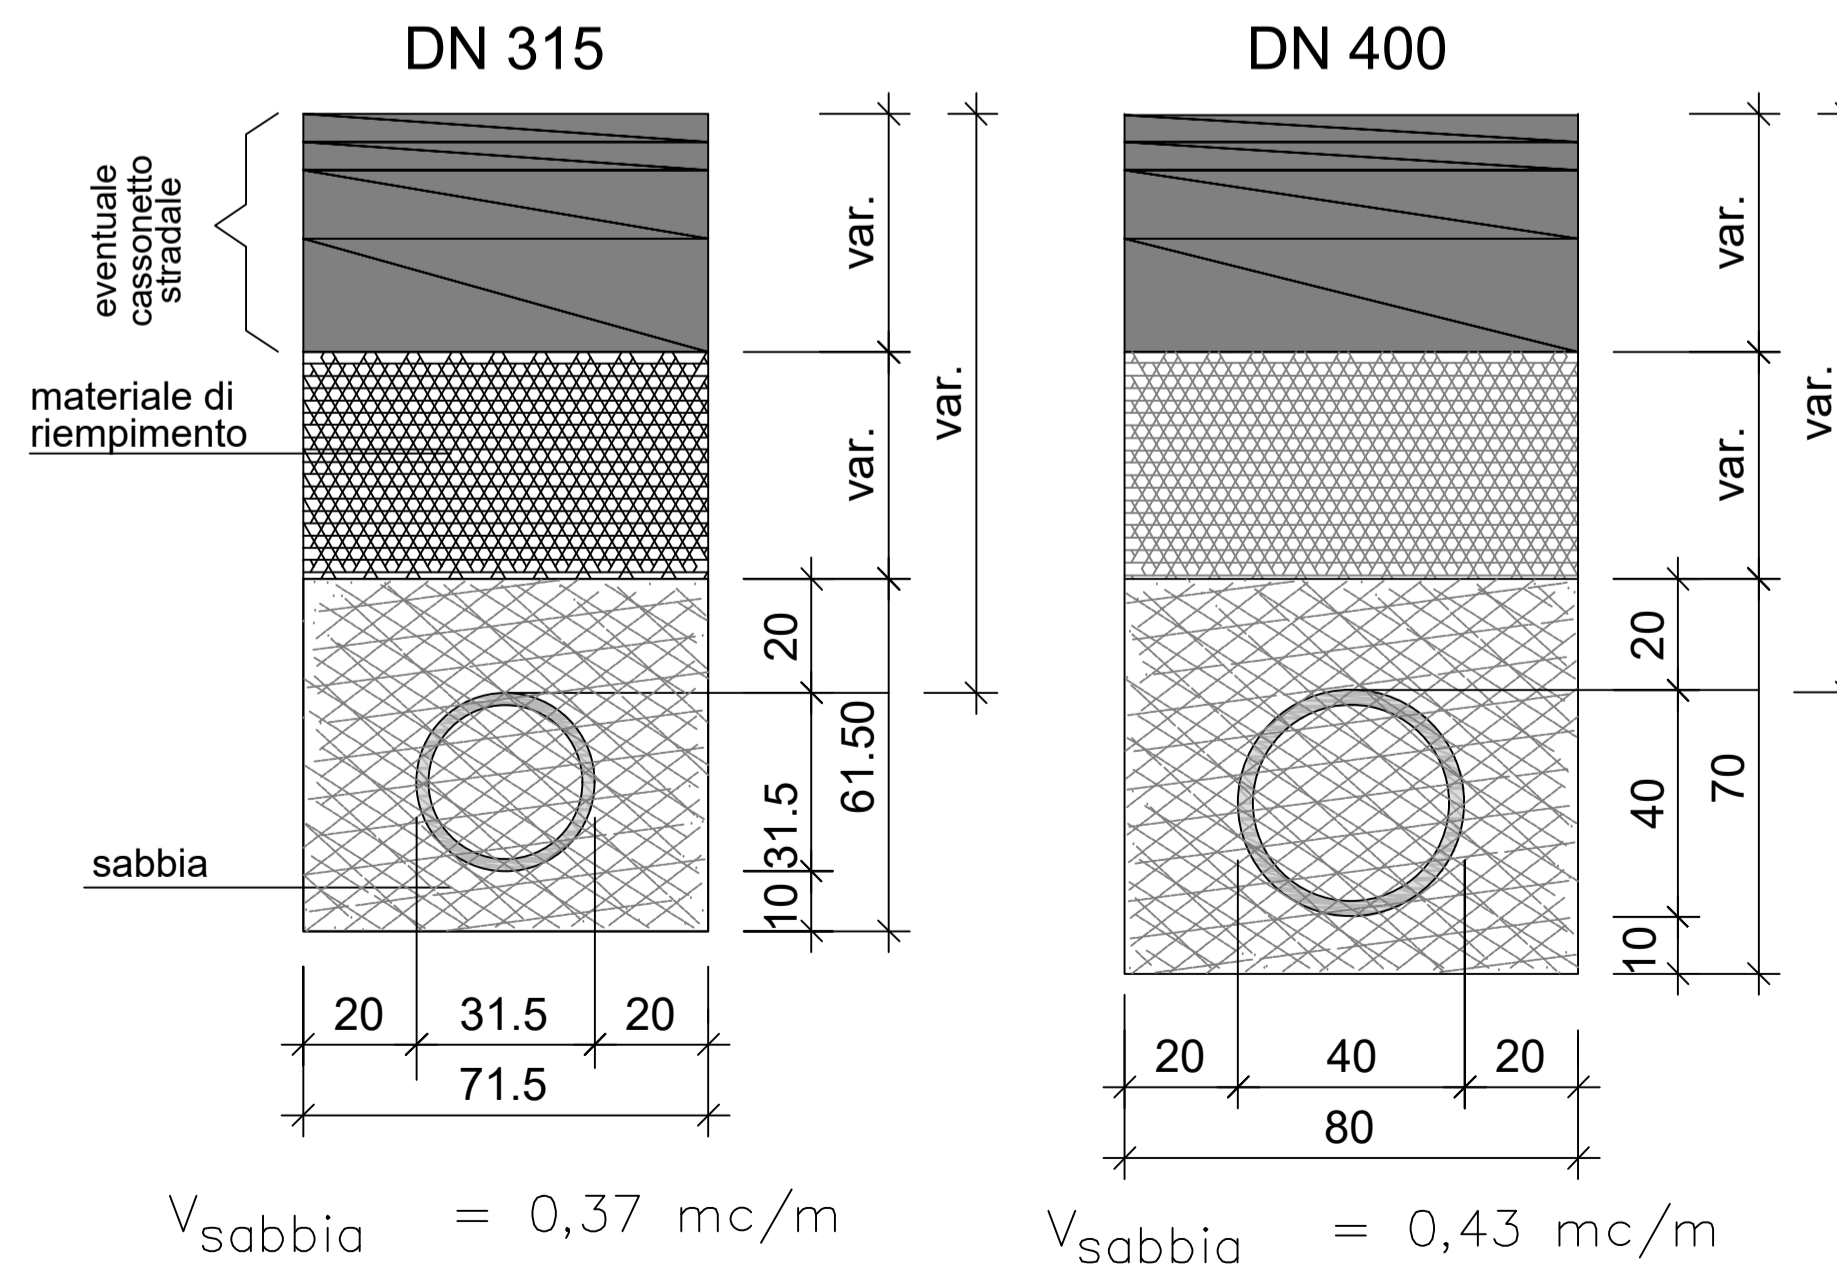 DN 315
eventuale
cassonetto
stradale
materiale di
riempimento
sabbia
var.
var.
var.
20
31.5
10
61.50
20 31.5 20
71.5
V sabbia = 0,37 mc/m
DN 400
var.
var.
var.
20
40
10
70
20 40 20
80
V sabbia = 0,43 mc/m